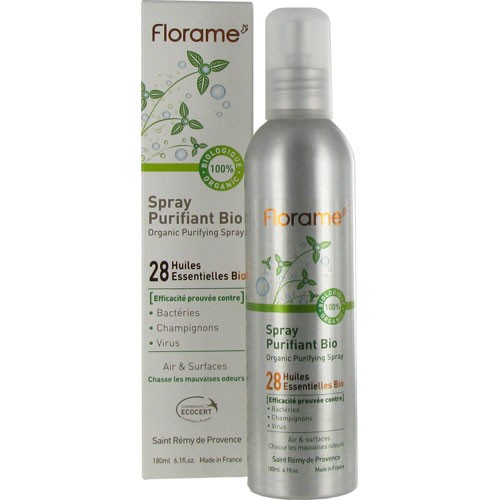 Florame
BIOLOGIQUE
100%
ORGANIC
Spray
Purifiant Bio
Organic Purifying Spray
28 Huiles
Essentielles Bio
[Efficacité prouvée contre]
• Bactéries
• Champignons
• Virus
Air & Surfaces
Chasse les mauvaises odeurs
ECOCERT
Saint Rémy de Provence
180ml 6.1fl.oz. Made in France
Florame
BIOLOGIQUE
100%
ORGANIC
Spray
Purifiant Bio
Organic Purifying Spray
28 Huiles
Essentielles Bio
[Efficacité prouvée contre]
• Bactéries
• Champignons
• Virus
Air & surfaces
Chasse les mauvaises odeurs
Saint Rémy de Provence
180ml 6.1fl.oz. Made in France